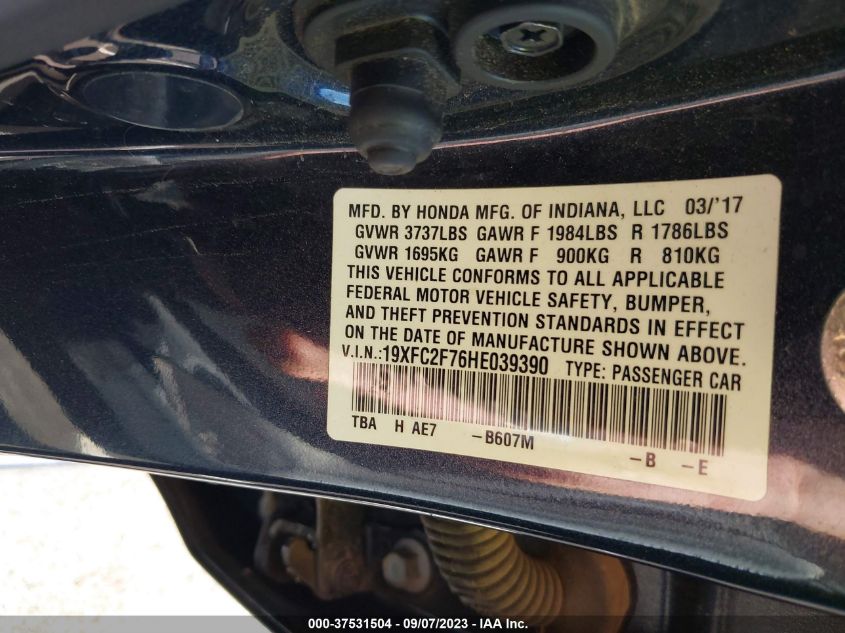 MFD. BY HONDA MFG. OF INDIANA, LLC 03/'17
GVWR 3737LBS GAWR F 1984LBS R 1786LBS
GVWR 1695KG GAWR F 900KG R 810KG
THIS VEHICLE CONFORMS TO ALL APPLICABLE
FEDERAL MOTOR VEHICLE SAFETY, BUMPER,
AND THEFT PREVENTION STANDARDS IN EFFECT
ON THE DATE OF MANUFACTURE SHOWN ABOVE.
V.I.N.:19XFC2F76HE039390 TYPE: PASSENGER CAR
TBA H AE7 -B607M -B -E
000-37531504 - 09/07/2023 - IAAI.COM